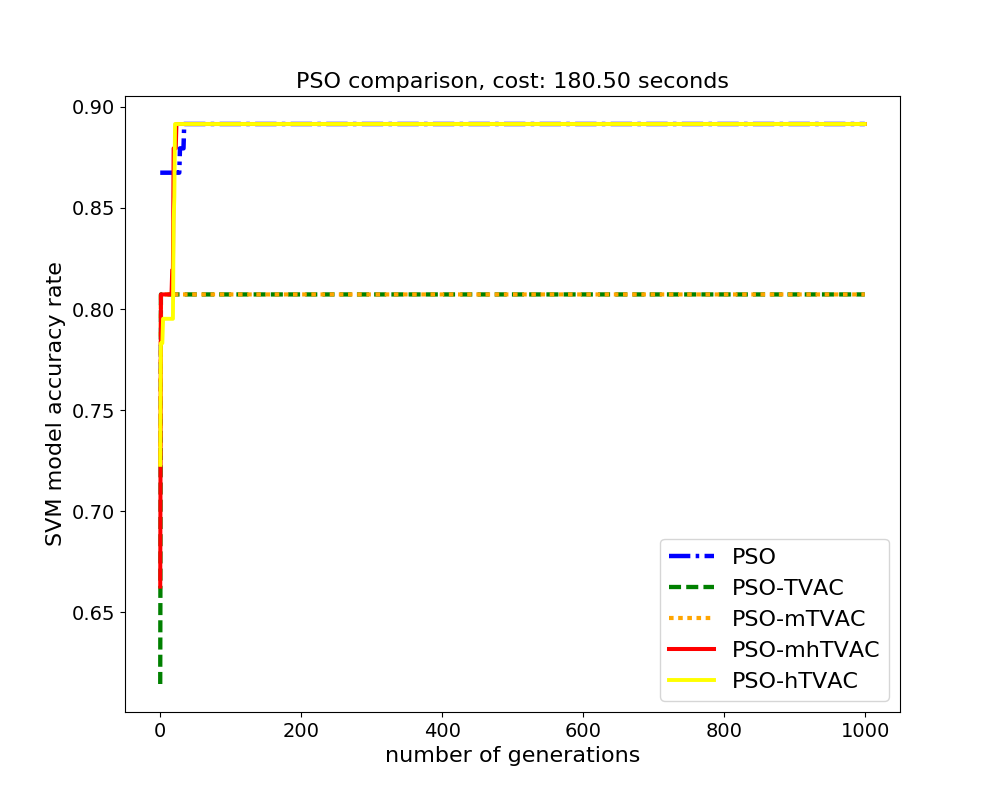 PSO comparison, cost: 180.50 seconds
0.90
0.85
0.80
0.75
0.70
0.65
SVM model accuracy rate
0 200 400 600 800 1000
number of generations
PSO
PSO-TVAC
PSO-mTVAC
PSO-mhTVAC
PSO-hTVAC